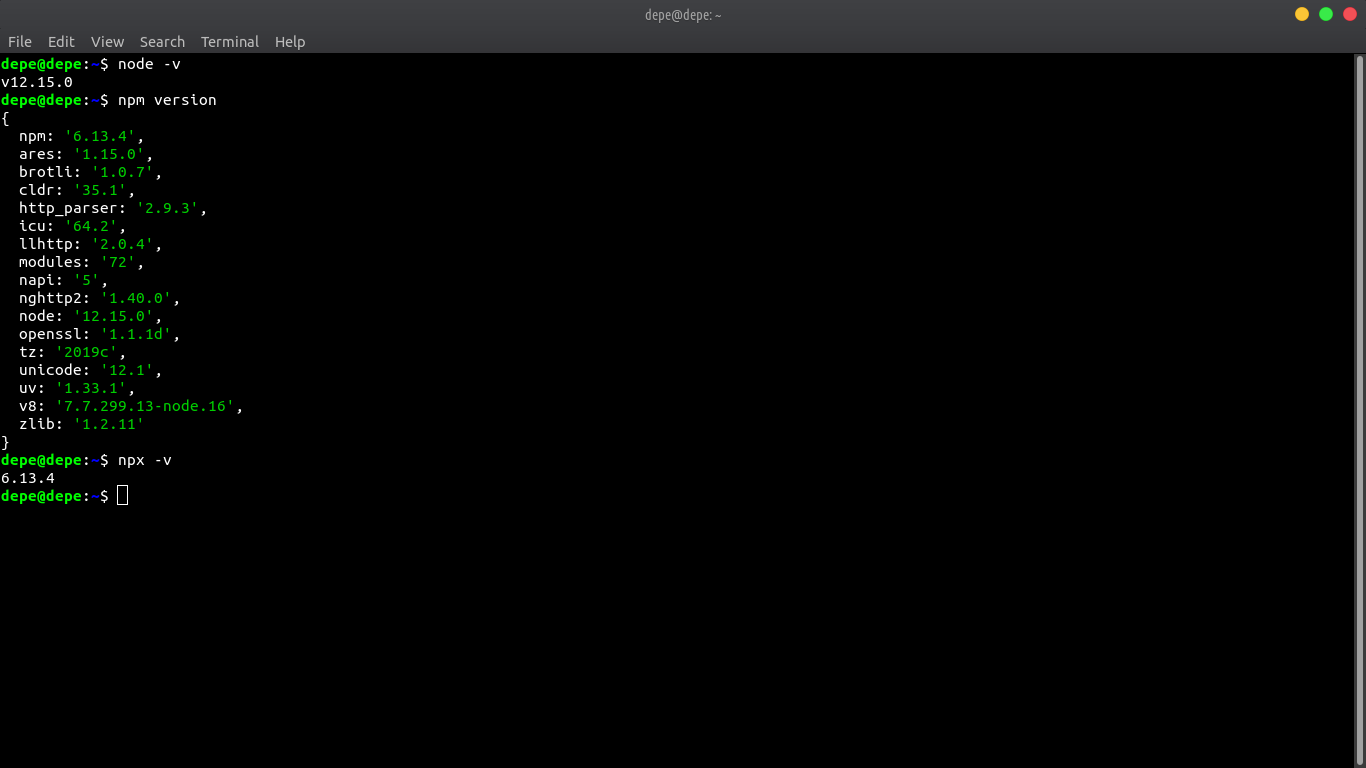 depe@depe: ~
File Edit View Search Terminal Help
depe@depe:~$ node -v
v12.15.0
depe@depe:~$ npm version
{
  npm: '6.13.4',
  ares: '1.15.0',
  brotli: '1.0.7',
  cldr: '35.1',
  http_parser: '2.9.3',
  icu: '64.2',
  llhttp: '2.0.4',
  modules: '72',
  napi: '5',
  nghttp2: '1.40.0',
  node: '12.15.0',
  openssl: '1.1.1d',
  tz: '2019c',
  unicode: '12.1',
  uv: '1.33.1',
  v8: '7.7.299.13-node.16',
  zlib: '1.2.11'
}
depe@depe:~$ npx -v
6.13.4
depe@depe:~$